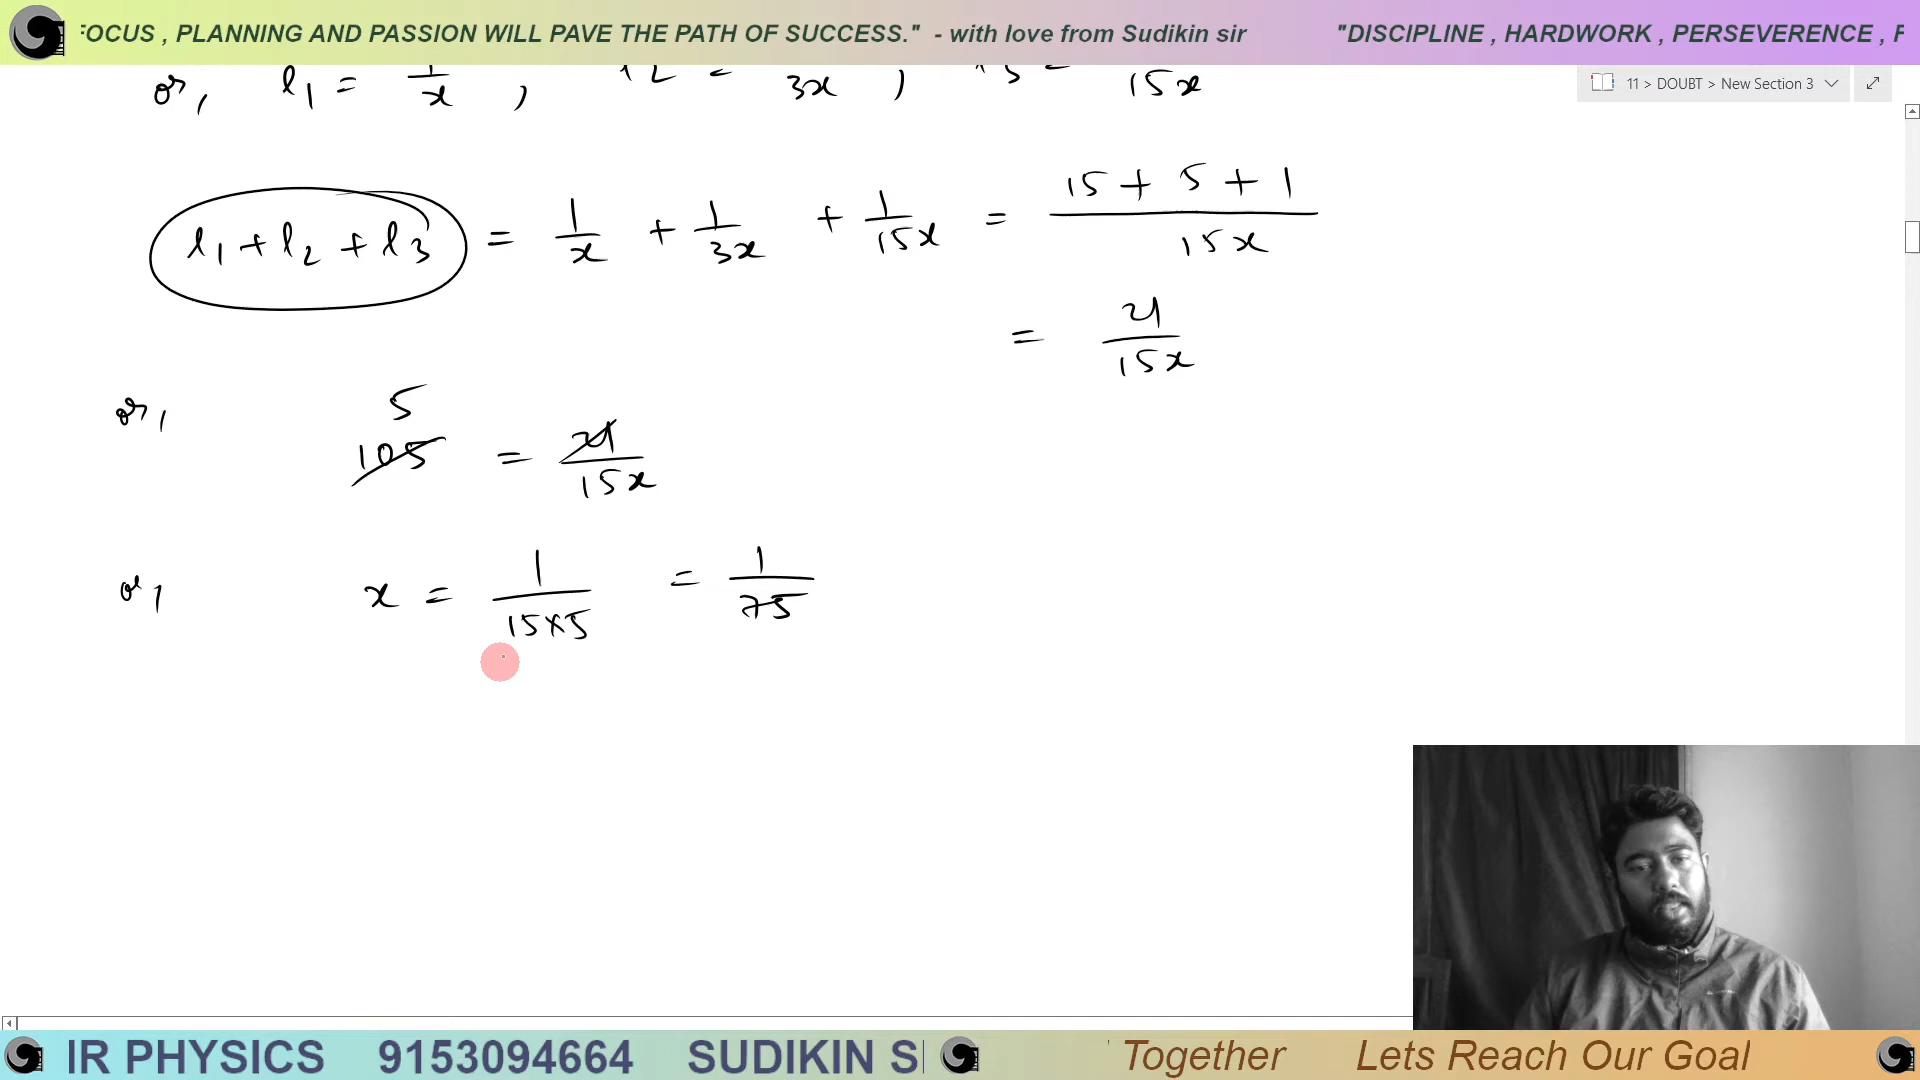 FOCUS , PLANNING AND PASSION WILL PAVE THE PATH OF SUCCESS." - with love from Sudikin sir "DISCIPLINE , HARDWORK , PERSEVERENCE , F
11 > DOUBT > New Section 3
or, l₁ = 1/x , l₂ = 3x , l₃ = 15x
l₁ + l₂ + l₃ = 1/x + 1/3x + 1/15x = (15 + 5 + 1)/15x
= 21/15x
or, 5
105 = 21/15x
or, x = 1/(15×5) = 1/75
IR PHYSICS 9153094664 SUDIKIN S Together Lets Reach Our Goal